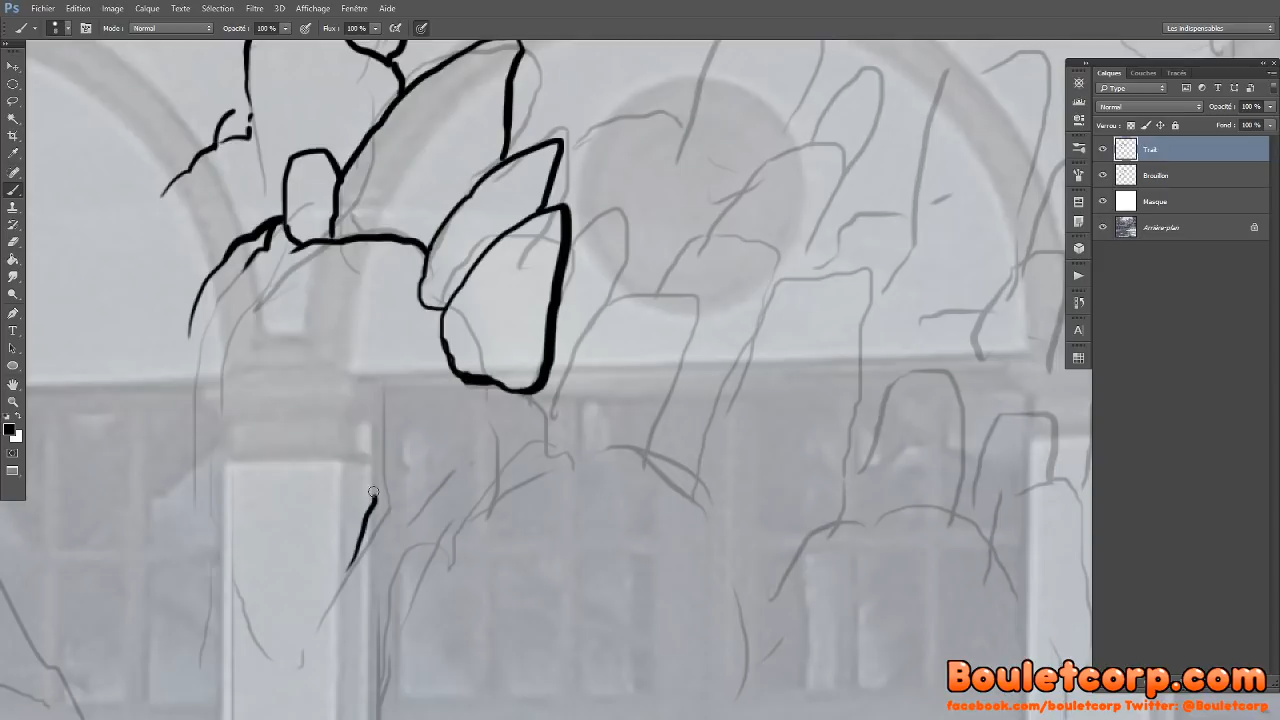 Ps Fichier Edition Image Calque Texte Sélection Filtre 3D Affichage Fenêtre Aide
Mode : Normal Opacité : 100 % Flux : 100 % Les indispensables
Calques Couches Tracés
Type
Normal Opacité : 100 %
Verrou : Fond : 100 %
Trait
Brouillon
Masque
Arrière-plan
Bouletcorp.com
facebook.com/bouletcorp Twitter: @Bouletcorp